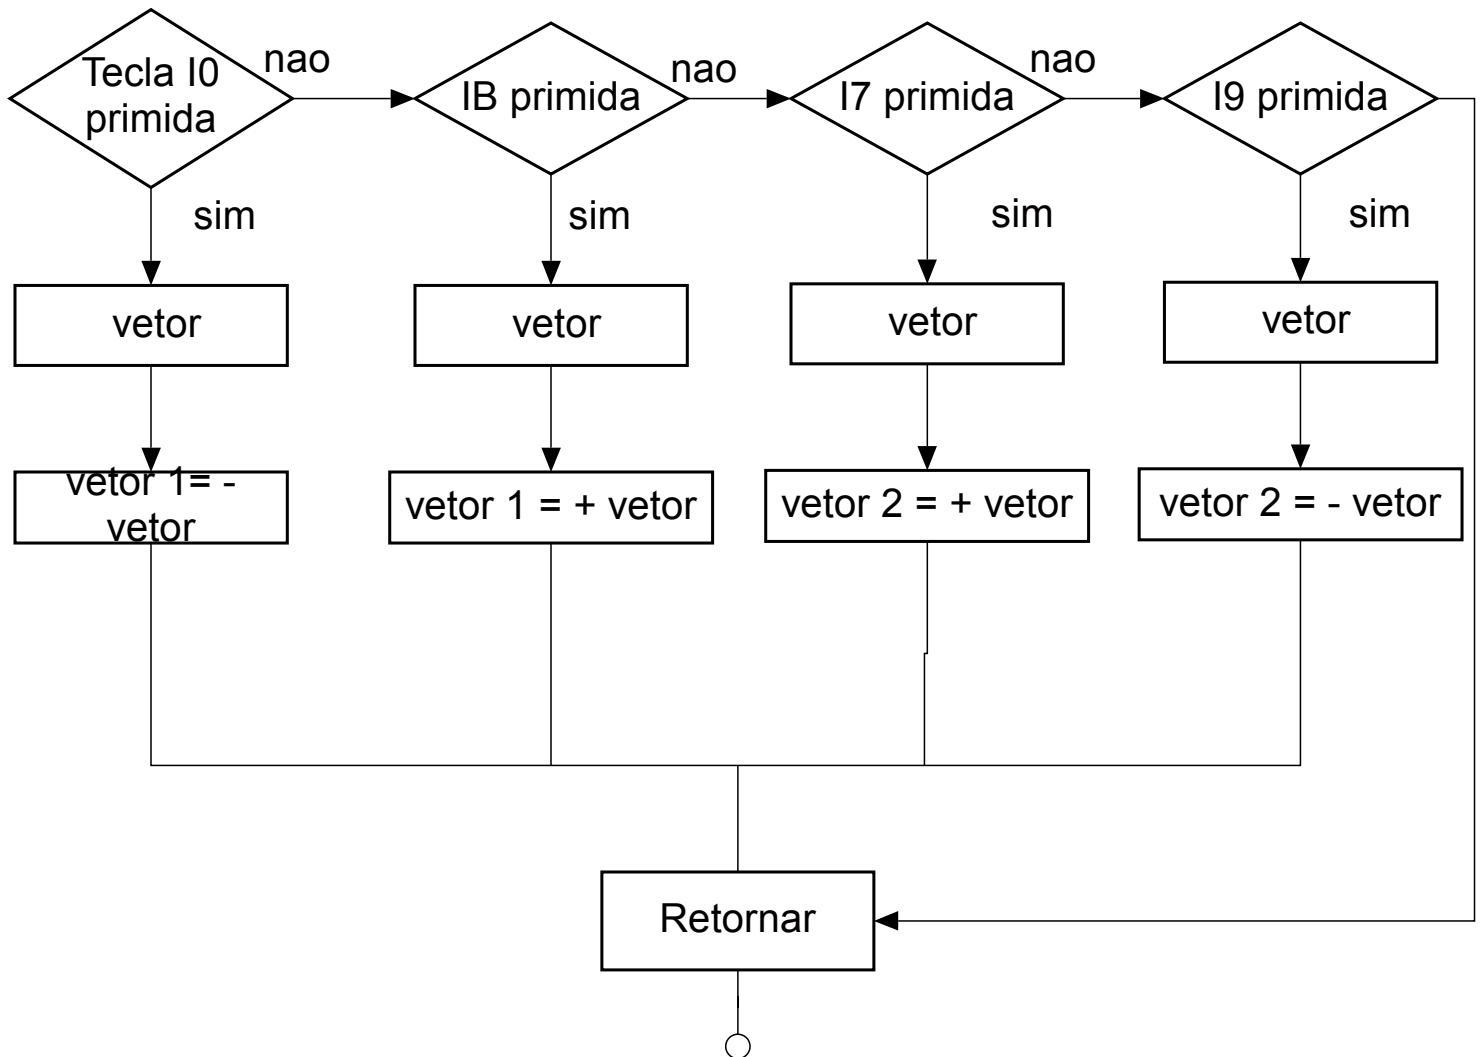 Tecla I0
primida
nao
IB primida
nao
I7 primida
nao
I9 primida
sim
sim
sim
sim
vetor
vetor
vetor
vetor
vetor 1= -
vetor
vetor 1 = + vetor
vetor 2 = + vetor
vetor 2 = - vetor
Retornar